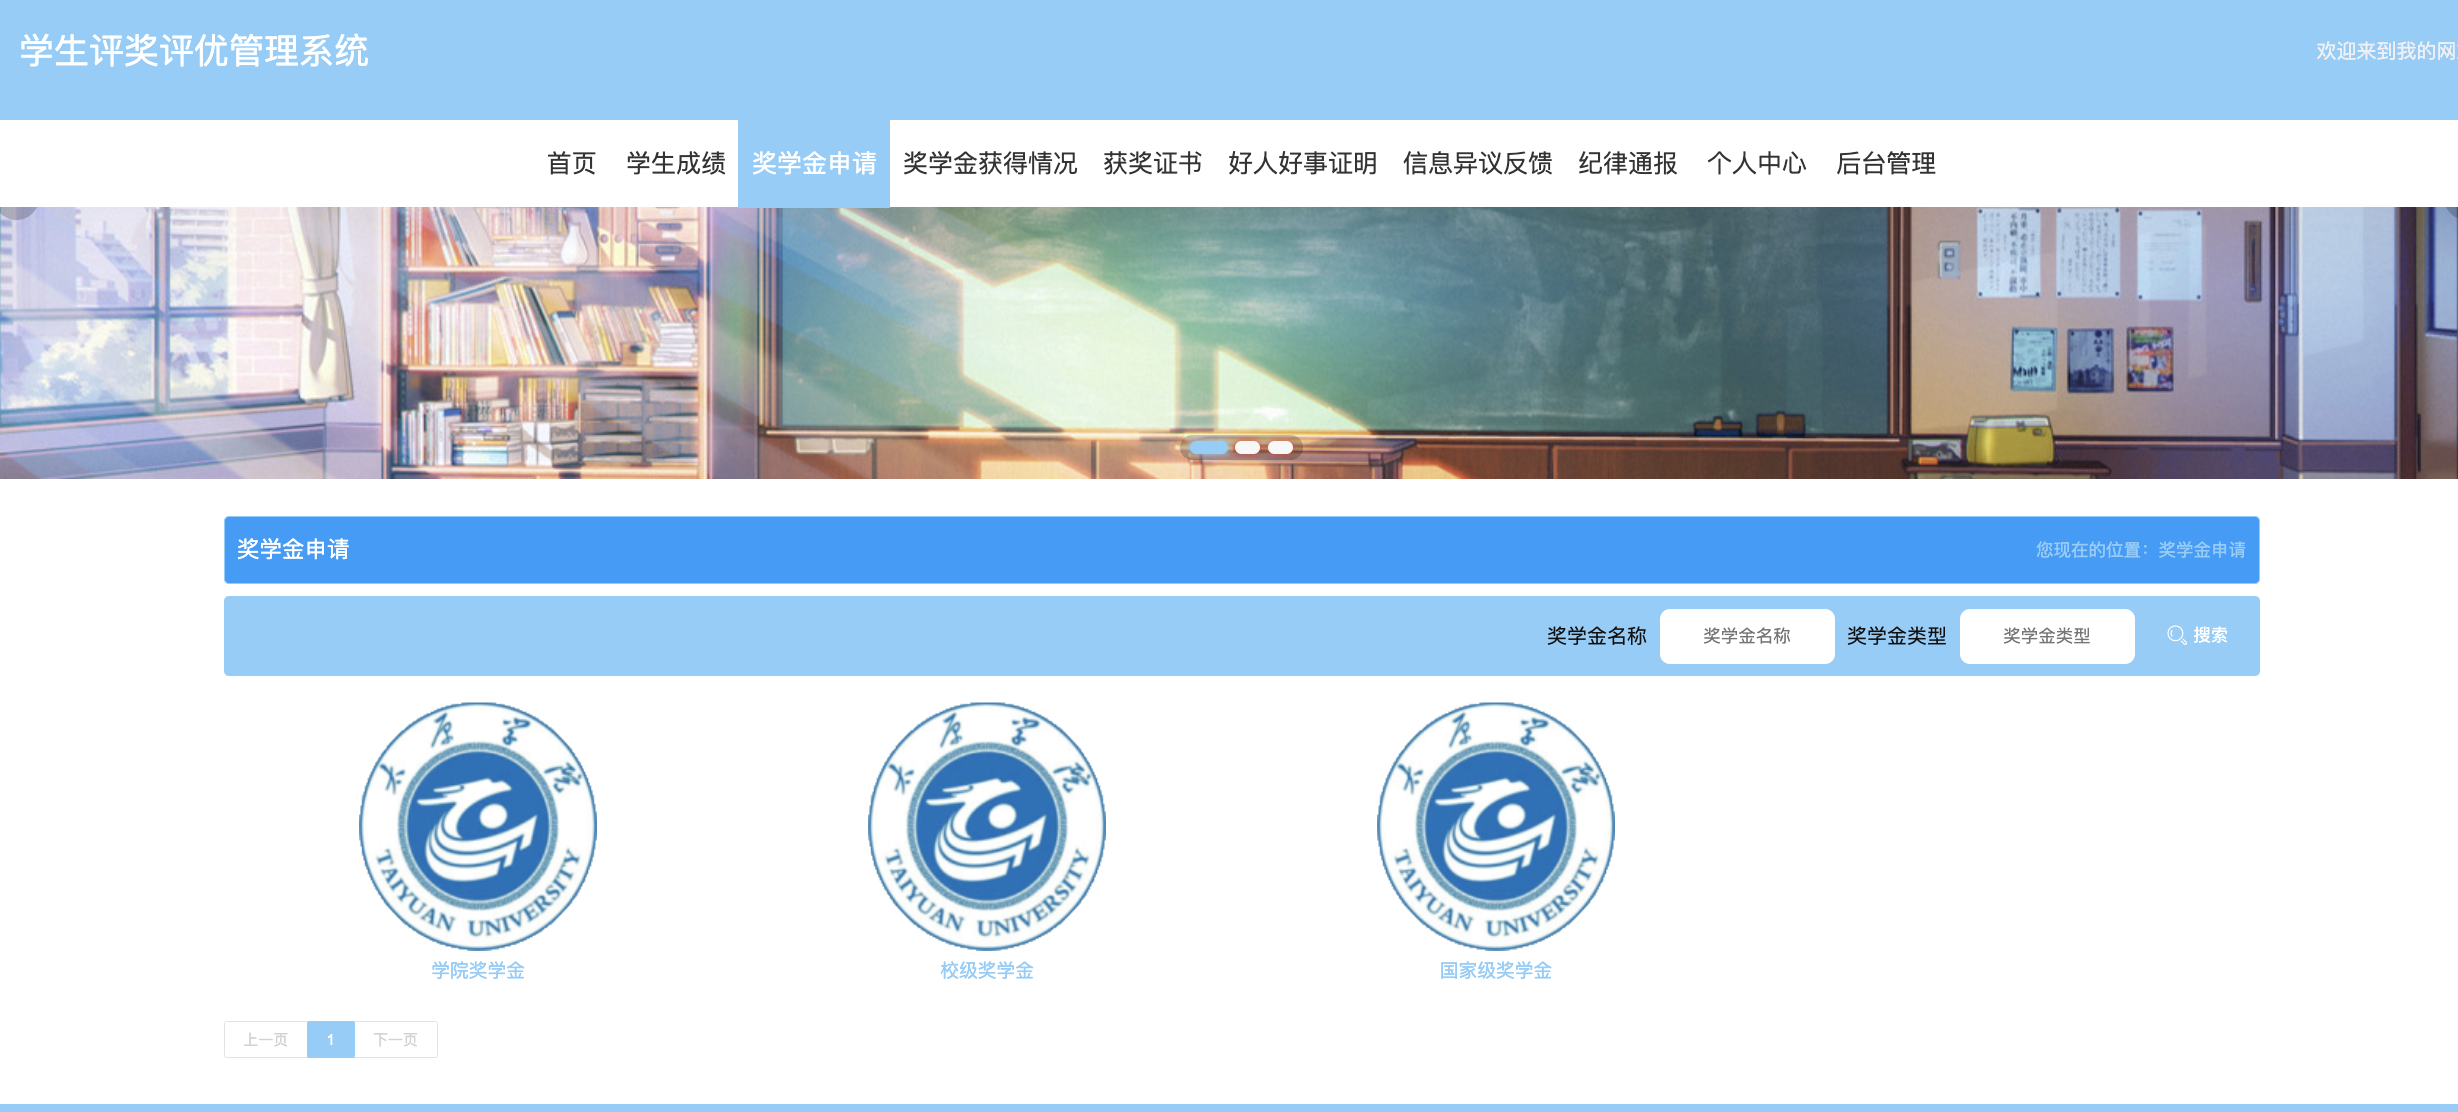 学生评奖评优管理系统
欢迎来到我的网
首页 学生成绩 奖学金申请 奖学金获得情况 获奖证书 好人好事证明 信息异议反馈 纪律通报 个人中心 后台管理
奖学金申请
您现在的位置：奖学金申请
奖学金名称 奖学金名称 奖学金类型 奖学金类型 搜索
太原学院
TAIYUAN UNIVERSITY
太原学院
TAIYUAN UNIVERSITY
太原学院
TAIYUAN UNIVERSITY
学院奖学金 校级奖学金 国家级奖学金
上一页 1 下一页